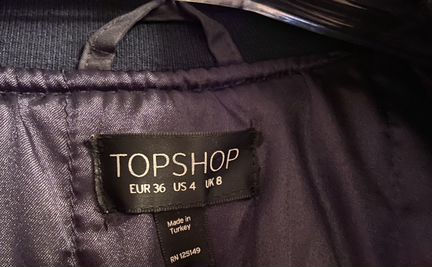 TOPSHOP
EUR 36 US 4 UK 8
Made in
Turkey
RN 125149